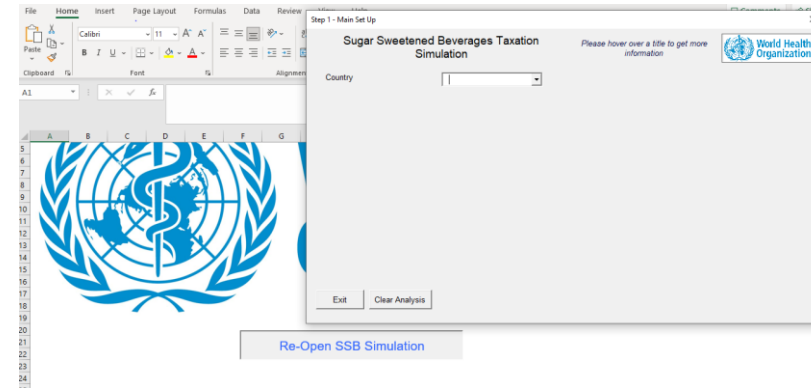 File Home Insert Page Layout Formulas Data Review
Comments
Step 1 - Main Set Up
Paste
Calibri 11 A A
B I U
Clipboard Font Alignmen
Sugar Sweetened Beverages Taxation
Simulation
Please hover over a title to get more
information
World Health
Organization
Country
A1 fx
A B C D E F G
5
6
7
8
9
10
11
12
13
14
15
16
17
18
19
20
21
22
23
24
Exit Clear Analysis
Re-Open SSB Simulation